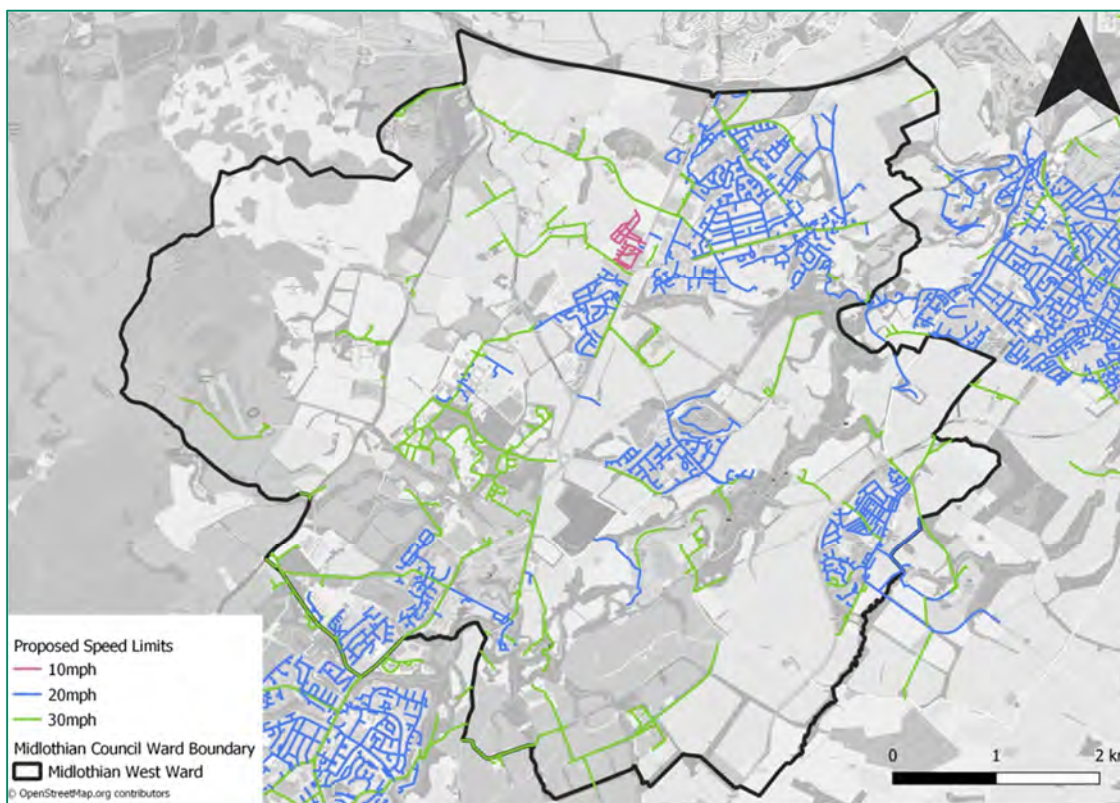 Proposed Speed Limits
10mph
20mph
30mph
Midlothian Council Ward Boundary
Midlothian West Ward
© OpenStreetMap.org contributors
0 1 2 km